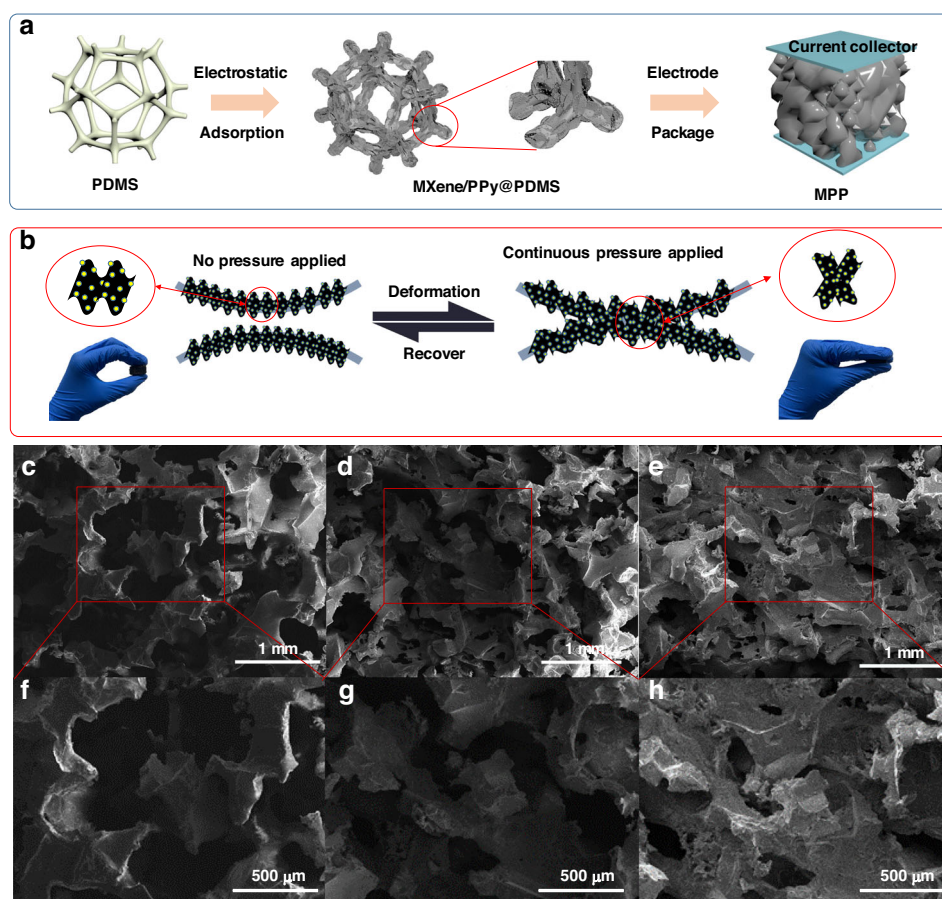 a
PDMS
Electrostatic
Adsorption
MXene/PPy@PDMS
Electrode
Package
Current collector
MPP
b
No pressure applied
Deformation
Recover
Continuous pressure applied
c
1 mm
d
1 mm
e
1 mm
f
500 μm
g
500 μm
h
500 μm